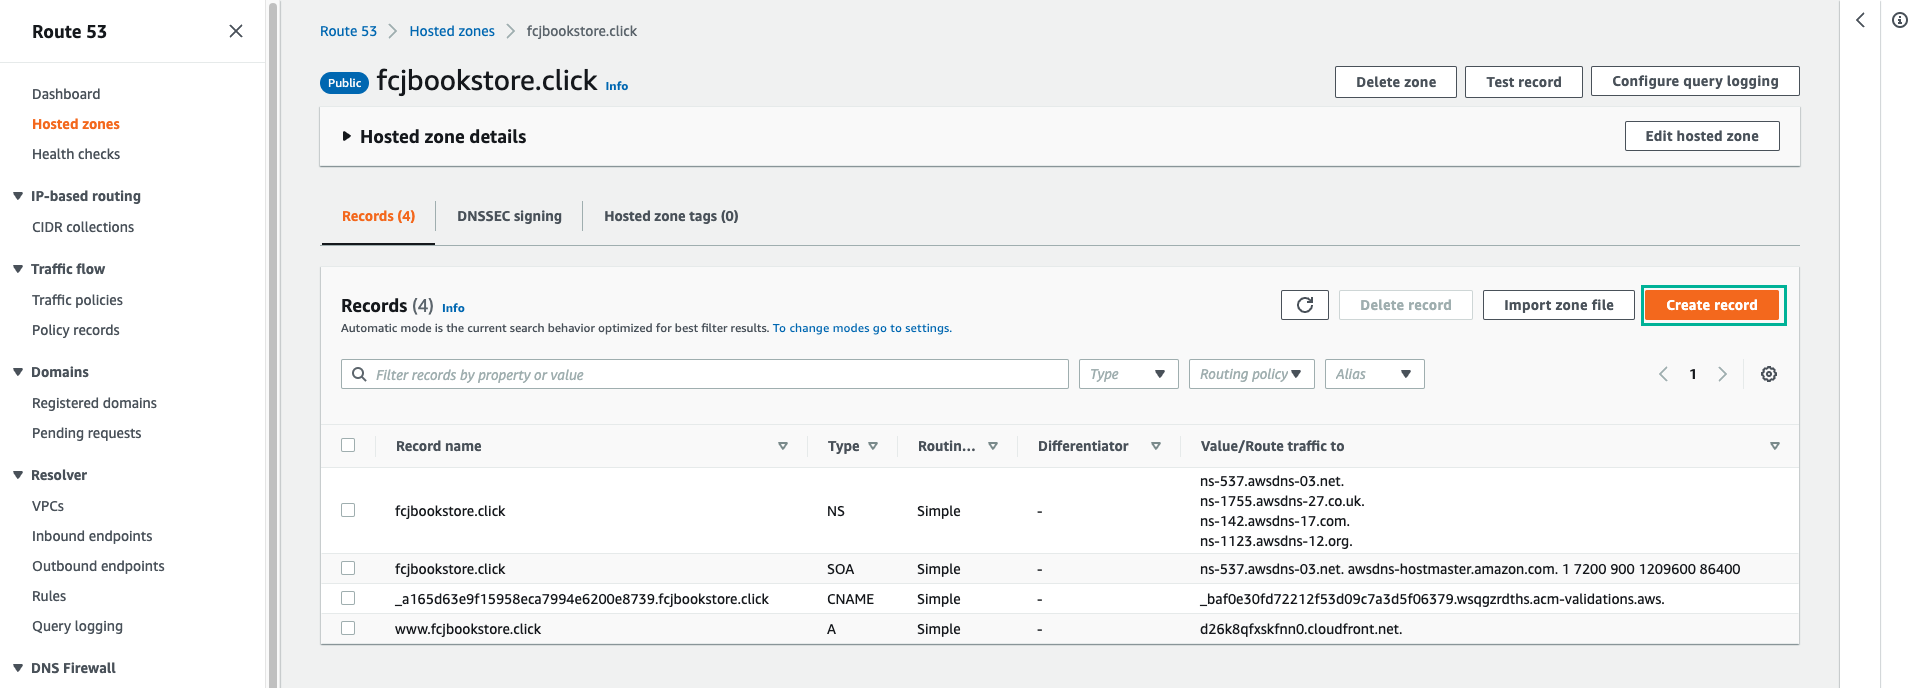 Route 53
Dashboard
Hosted zones
Health checks
IP-based routing
CIDR collections
Traffic flow
Traffic policies
Policy records
Domains
Registered domains
Pending requests
Resolver
VPCs
Inbound endpoints
Outbound endpoints
Rules
Query logging
DNS Firewall
Route 53 Hosted zones fcjbookstore.click
Public fcjbookstore.click Info
Delete zone Test record Configure query logging
Hosted zone details Edit hosted zone
Records (4) DNSSEC signing Hosted zone tags (0)
Records (4) Info
Automatic mode is the current search behavior optimized for best filter results. To change modes go to settings.
Delete record Import zone file Create record
Filter records by property or value Type Routing policy Alias 1
Record name Type Routin... Differentiator Value/Route traffic to
fcjbookstore.click NS Simple - ns-537.awsdns-03.net.
ns-1755.awsdns-27.co.uk.
ns-142.awsdns-17.com.
ns-1123.awsdns-12.org.
fcjbookstore.click SOA Simple - ns-537.awsdns-03.net. awsdns-hostmaster.amazon.com. 1 7200 900 1209600 86400
_a165d63e9f15958eca7994e6200e8739.fcjbookstore.click CNAME Simple - _baf0e30fd72212f53d09c7a3d5f06379.wsqgzrdths.acm-validations.aws.
www.fcjbookstore.click A Simple - d26k8qfxskfnn0.cloudfront.net.